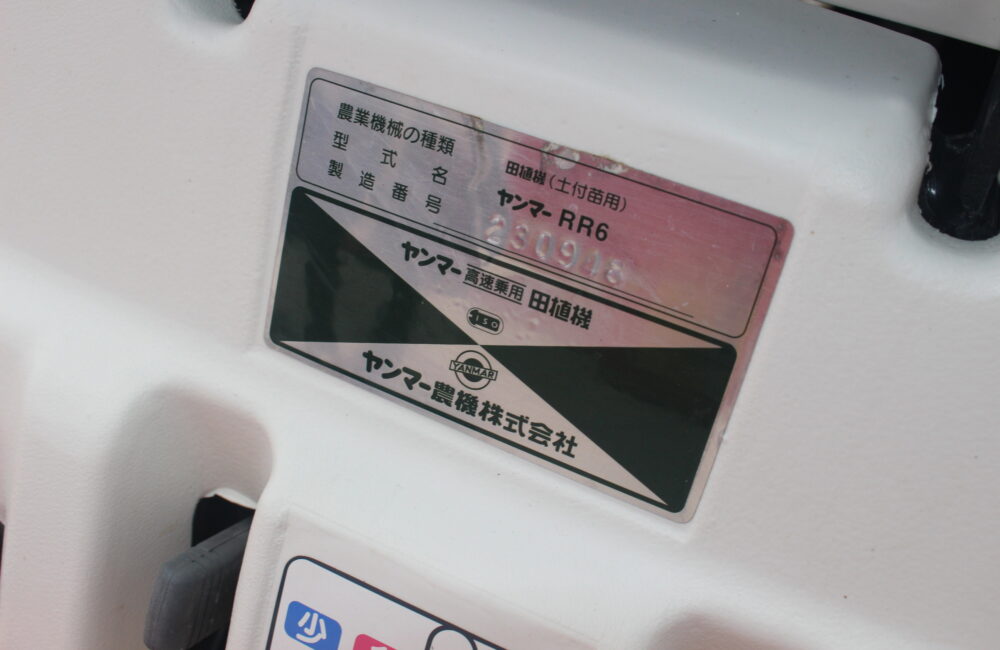 農業機械の種類 田植機(土付苗用)
型式名 ヤンマー RR6
製造番号 230918
ヤンマー高速乗用田植機
ISO
YANMAR
ヤンマー農機株式会社
少